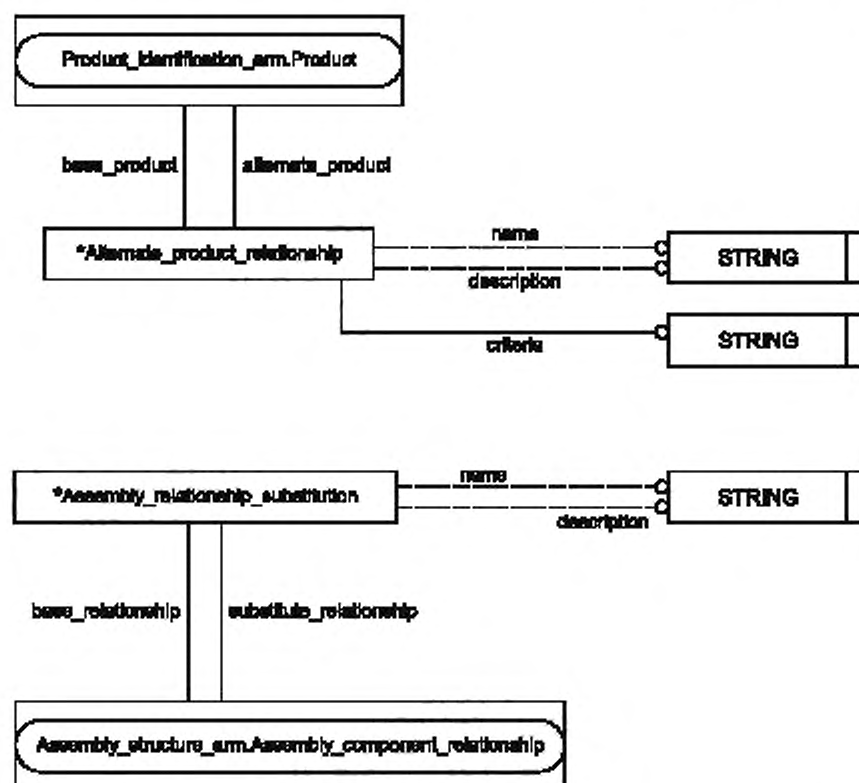 Product_identification_arm.Product
base_product
alternate_product
*Alternate_product_relationship
name
STRING
description
criteria
STRING
*Assembly_relationship_substitution
name
STRING
description
base_relationship
substitute_relationship
Assembly_structure_arm.Assembly_component_relationship